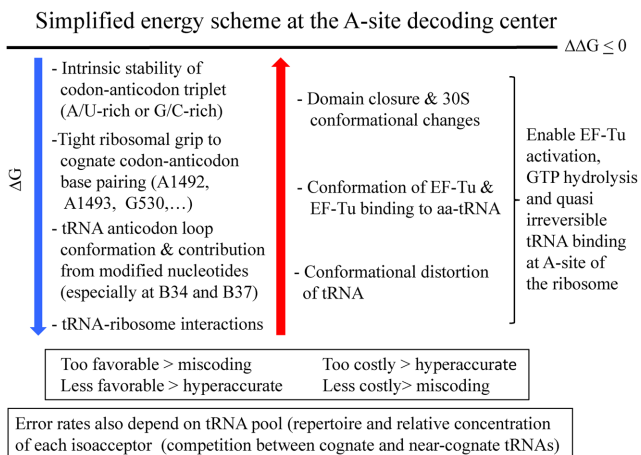 Simplified energy scheme at the A-site decoding center
ΔΔG ≤ 0
ΔG
- Intrinsic stability of
codon-anticodon triplet
(A/U-rich or G/C-rich)
-Tight ribosomal grip to
cognate codon-anticodon
base pairing (A1492,
A1493, G530,…)
- tRNA anticodon loop
conformation & contribution
from modified nucleotides
(especially at B34 and B37)
- tRNA-ribosome interactions
- Domain closure & 30S
conformational changes
- Conformation of EF-Tu &
EF-Tu binding to aa-tRNA
- Conformational distortion
of tRNA
Enable EF-Tu
activation,
GTP hydrolysis
and quasi
irreversible
tRNA binding
at A-site of
the ribosome
Too favorable > miscoding
Less favorable > hyperaccurate
Too costly > hyperaccurate
Less costly> miscoding
Error rates also depend on tRNA pool (repertoire and relative concentration
of each isoacceptor (competition between cognate and near-cognate tRNAs)